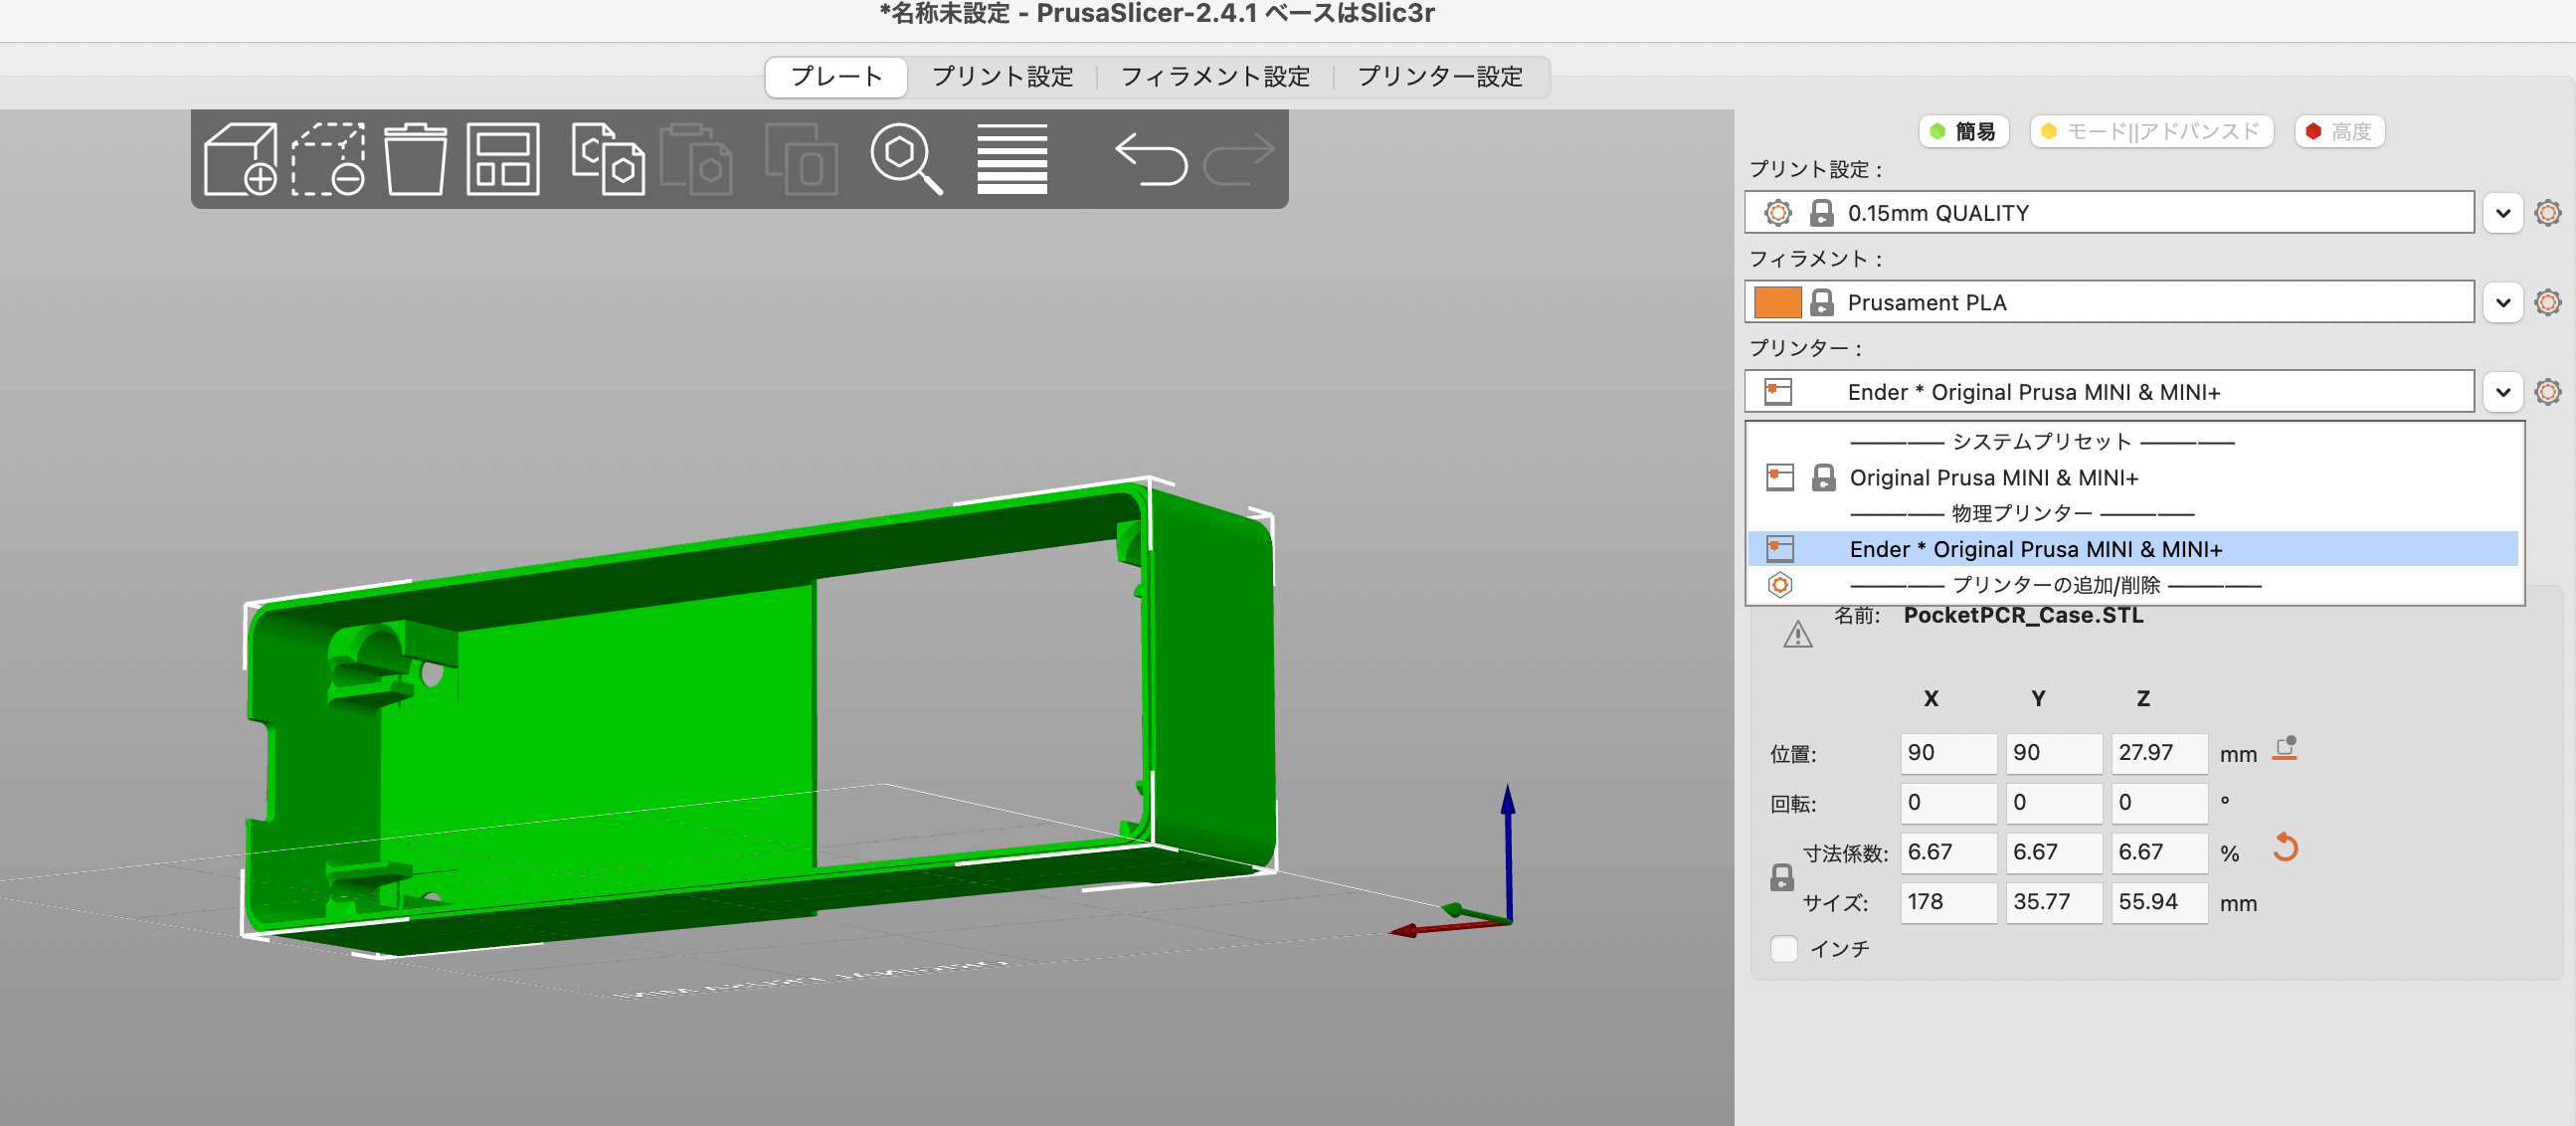 *名称未設定 - PrusaSlicer-2.4.1 ベースはSlic3r
プレート プリント設定 フィラメント設定 プリンター設定
簡易 モード||アドバンスド 高度
プリント設定 :
0.15mm QUALITY
フィラメント :
Prusament PLA
プリンター :
Ender * Original Prusa MINI & MINI+
システムプリセット
Original Prusa MINI & MINI+
物理プリンター
Ender * Original Prusa MINI & MINI+
プリンターの追加/削除
名前: PocketPCR_Case.STL
X Y Z
位置: 90 90 27.97 mm
回転: 0 0 0 °
寸法係数: 6.67 6.67 6.67 %
サイズ: 178 35.77 55.94 mm
インチ